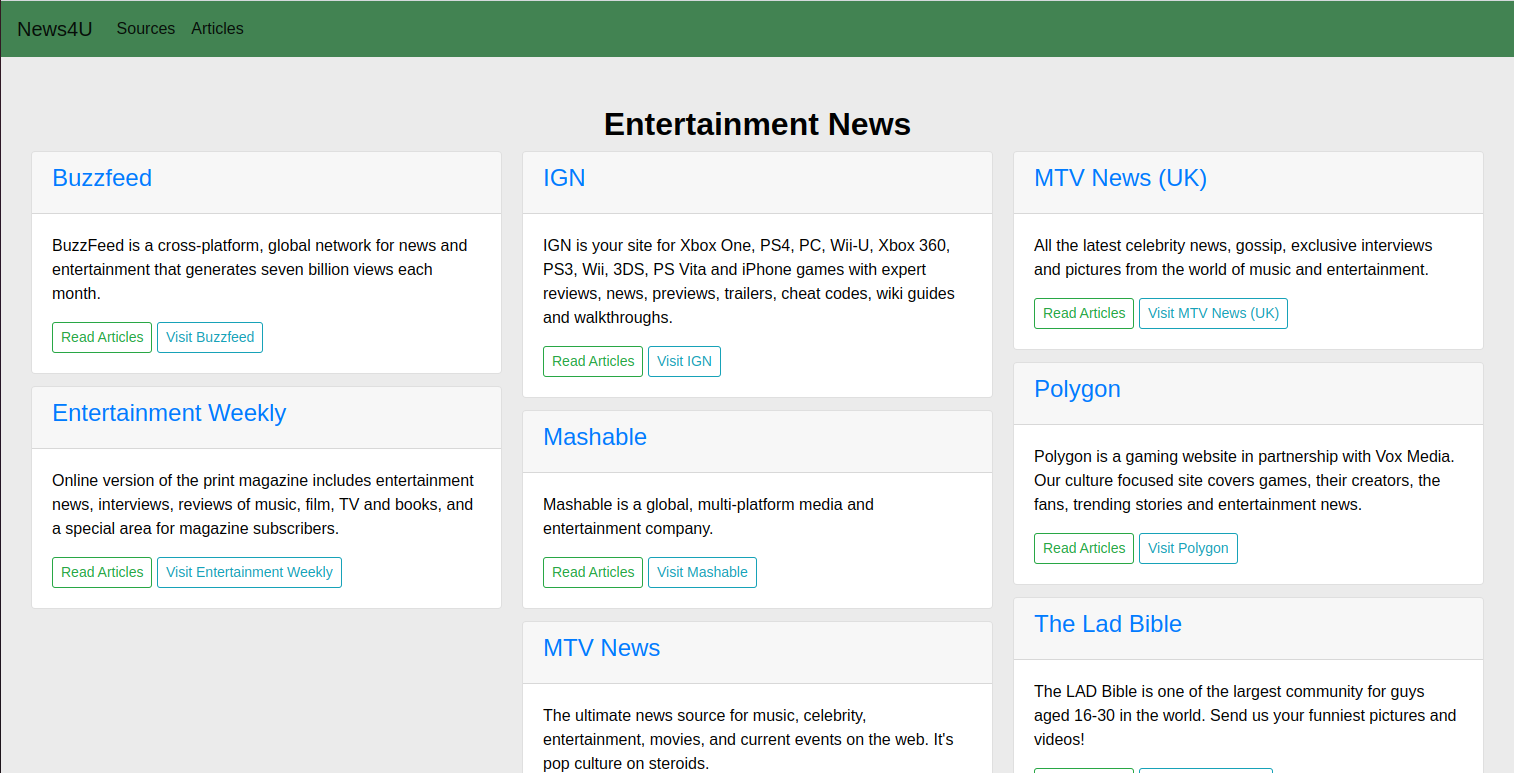 News4U Sources Articles
Entertainment News
Buzzfeed
BuzzFeed is a cross-platform, global network for news and
entertainment that generates seven billion views each
month.
Read Articles Visit Buzzfeed
Entertainment Weekly
Online version of the print magazine includes entertainment
news, interviews, reviews of music, film, TV and books, and
a special area for magazine subscribers.
Read Articles Visit Entertainment Weekly
IGN
IGN is your site for Xbox One, PS4, PC, Wii-U, Xbox 360,
PS3, Wii, 3DS, PS Vita and iPhone games with expert
reviews, news, previews, trailers, cheat codes, wiki guides
and walkthroughs.
Read Articles Visit IGN
Mashable
Mashable is a global, multi-platform media and
entertainment company.
Read Articles Visit Mashable
MTV News
The ultimate news source for music, celebrity,
entertainment, movies, and current events on the web. It's
pop culture on steroids.
MTV News (UK)
All the latest celebrity news, gossip, exclusive interviews
and pictures from the world of music and entertainment.
Read Articles Visit MTV News (UK)
Polygon
Polygon is a gaming website in partnership with Vox Media.
Our culture focused site covers games, their creators, the
fans, trending stories and entertainment news.
Read Articles Visit Polygon
The Lad Bible
The LAD Bible is one of the largest community for guys
aged 16-30 in the world. Send us your funniest pictures and
videos!